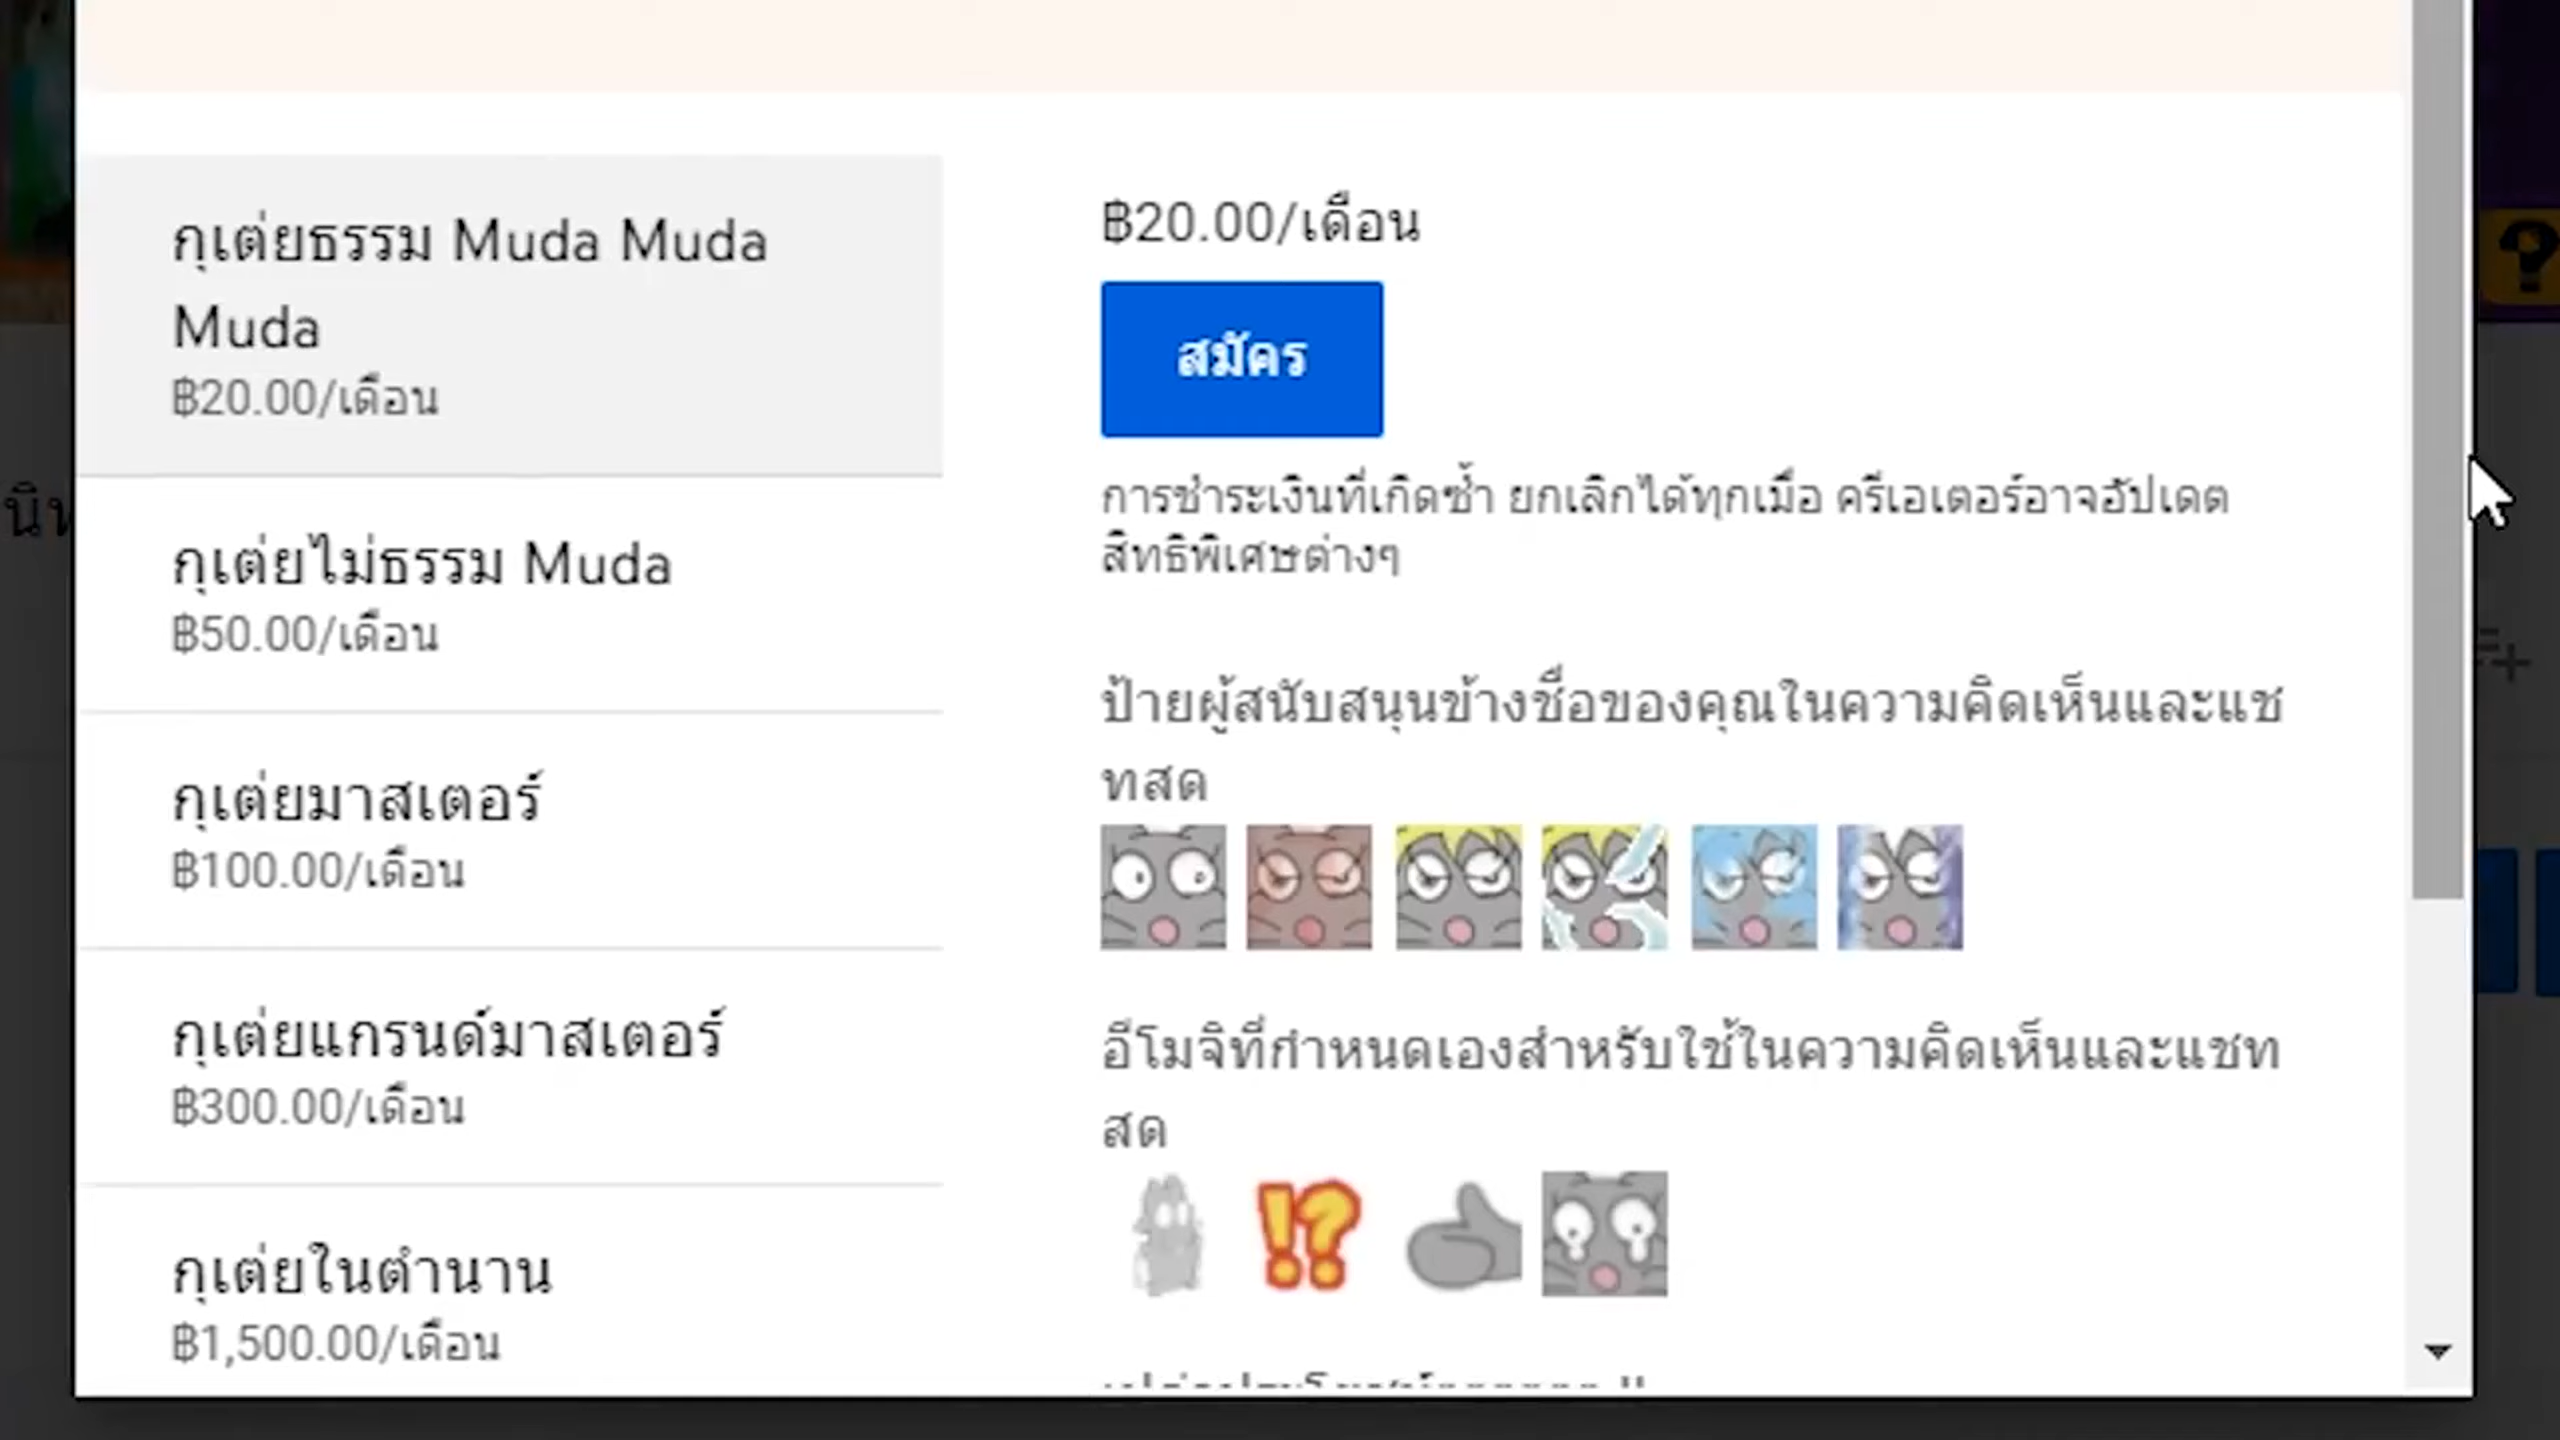 กุเต่ยธรรม Muda Muda
Muda
฿20.00/เดือน
กุเต่ยไม่ธรรม Muda
฿50.00/เดือน
กุเต่ยมาสเตอร์
฿100.00/เดือน
กุเต่ยแกรนด์มาสเตอร์
฿300.00/เดือน
กุเต่ยในตำนาน
฿1,500.00/เดือน
฿20.00/เดือน
สมัคร
การชำระเงินที่เกิดซ้ำ ยกเลิกได้ทุกเมื่อ ครีเอเตอร์อาจอัปเดต
สิทธิพิเศษต่างๆ
ป้ายผู้สนับสนุนข้างชื่อของคุณในความคิดเห็นและแช
ทสด
อีโมจิที่กำหนดเองสำหรับใช้ในความคิดเห็นและแชท
สด